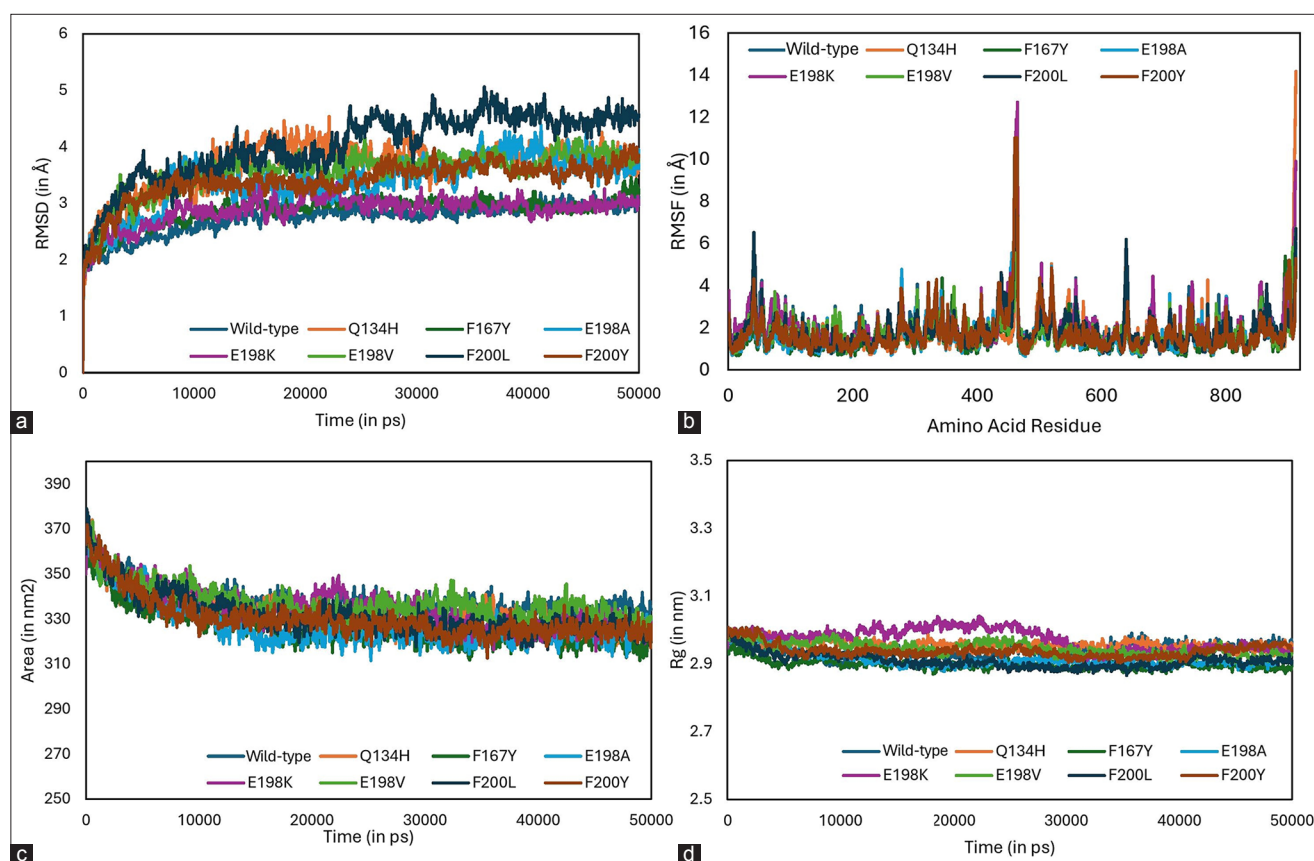 6
5
4
3
2
1
0
RMSD (in Å)
Wild-type Q134H F167Y E198A
E198K E198V F200L F200Y
0 10000 20000 30000 40000 50000
Time (in ps)
a
16
14
12
10
8
6
4
2
0
RMSF (in Å)
Wild-type Q134H F167Y E198A
E198K E198V F200L F200Y
0 200 400 600 800
Amino Acid Residue
b
390
370
350
330
310
290
270
250
Area (in nm2)
Wild-type Q134H F167Y E198A
E198K E198V F200L F200Y
0 10000 20000 30000 40000 50000
Time (in ps)
c
3.5
3.3
3.1
2.9
2.7
2.5
Rg (in nm)
Wild-type Q134H F167Y E198A
E198K E198V F200L F200Y
0 10000 20000 30000 40000 50000
Time (in ps)
d